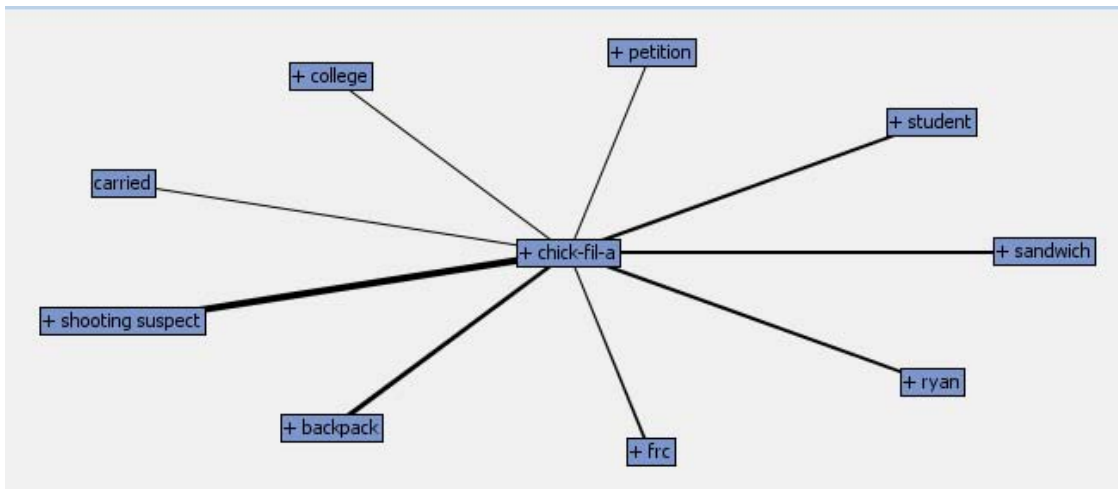 + petition
+ college
+ student
carried
+ chick-fil-a
+ sandwich
+ shooting suspect
+ ryan
+ backpack
+ frc